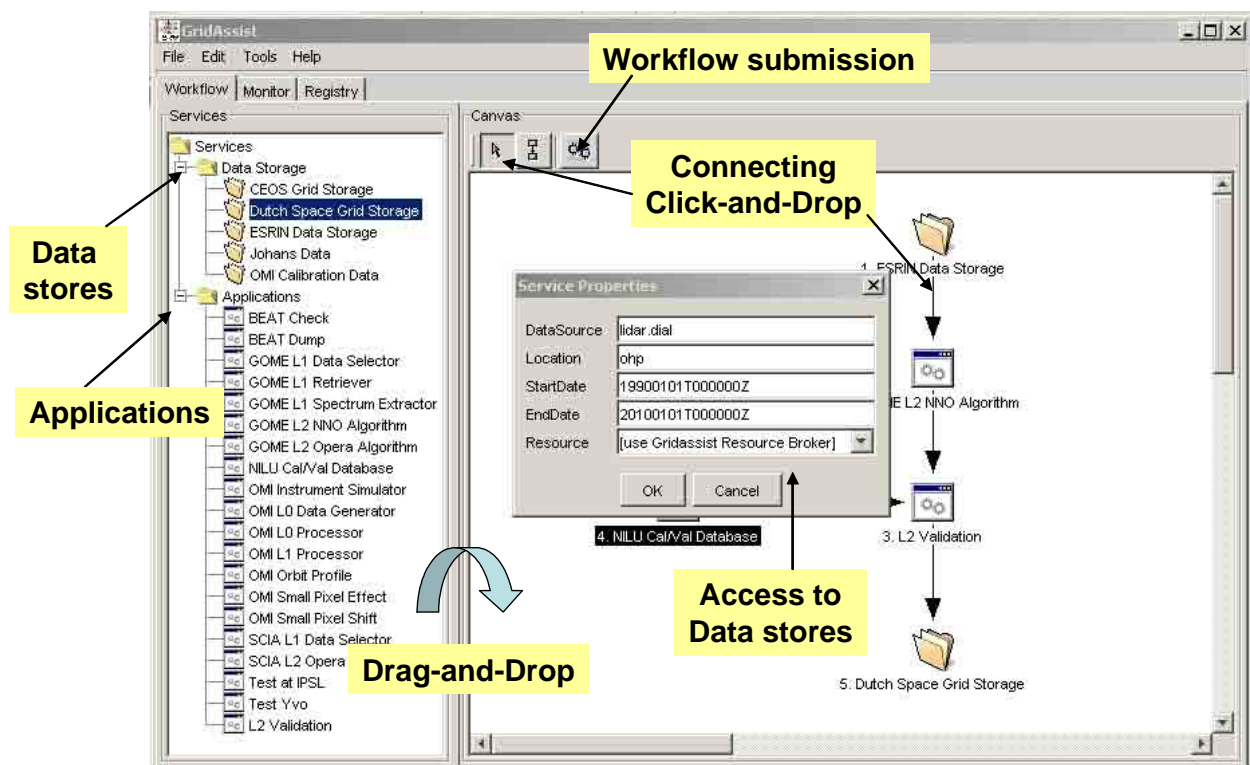 GridAssist
File Edit Tools Help
Workflow submission
Workflow Monitor Registry
Services
Canvas
Services
Data Storage
CEOS Grid Storage
Dutch Space Grid Storage
ESRIN Data Storage
Johans Data
OMI Calibration Data
Applications
BEAT Check
BEAT Dump
GOME L1 Data Selector
GOME L1 Retriever
GOME L1 Spectrum Extractor
GOME L2 NNO Algorithm
GOME L2 Opera Algorithm
NILU Cal/Val Database
OMI Instrument Simulator
OMI L0 Data Generator
OMI L0 Processor
OMI L1 Processor
OMI Orbit Profile
OMI Small Pixel Effect
OMI Small Pixel Shift
SCIA L1 Data Selector
SCIA L2 Opera
Test at IPSL
Test Yvo
L2 Validation
Data
stores
Applications
Drag-and-Drop
Connecting
Click-and-Drop
1. ESRIN Data Storage
Service Properties
DataSource lidar.dial
Location ohp
StartDate 19900101T000000Z
EndDate 20100101T000000Z
Resource [use Gridassist Resource Broker]
OK Cancel
L2 NNO Algorithm
4. NILU Cal/Val Database
3. L2 Validation
Access to
Data stores
5. Dutch Space Grid Storage